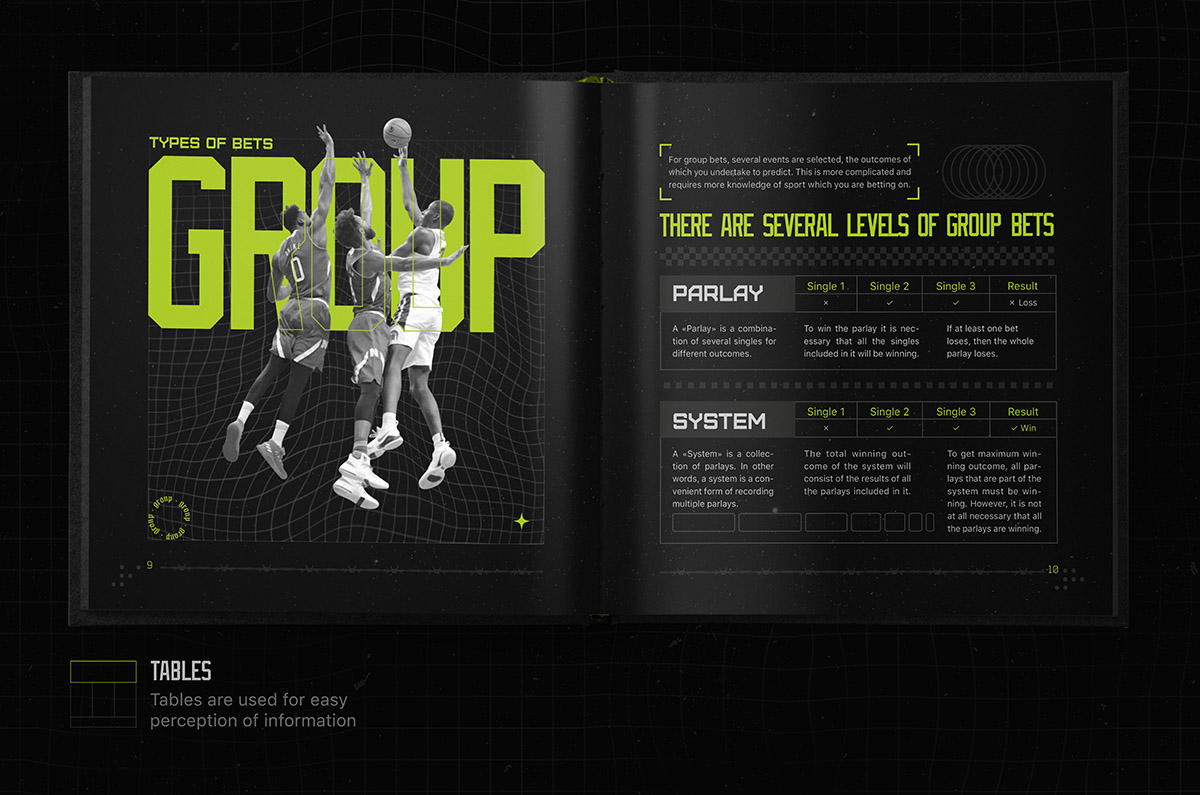 TYPES OF BETS
GROUP
group · group · group · group ·
9
For group bets, several events are selected, the outcomes of
which you undertake to predict. This is more complicated and
requires more knowledge of sport which you are betting on.
THERE ARE SEVERAL LEVELS OF GROUP BETS
PARLAY
Single 1 Single 2 Single 3 Result
× ✓ ✓ × Loss
A «Parlay» is a combina-
tion of several singles for
different outcomes.
To win the parlay it is nec-
essary that all the singles
included in it will be winning.
If at least one bet
loses, then the whole
parlay loses.
SYSTEM
Single 1 Single 2 Single 3 Result
× ✓ ✓ ✓ Win
A «System» is a collec-
tion of parlays. In other
words, a system is a con-
venient form of recording
multiple parlays.
The total winning out-
come of the system will
consist of the results of all
the parlays included in it.
To get maximum win-
ning outcome, all par-
lays that are part of the
system must be win-
ning. However, it is not
at all necessary that all
the parlays are winning.
10
TABLES
Tables are used for easy
perception of information